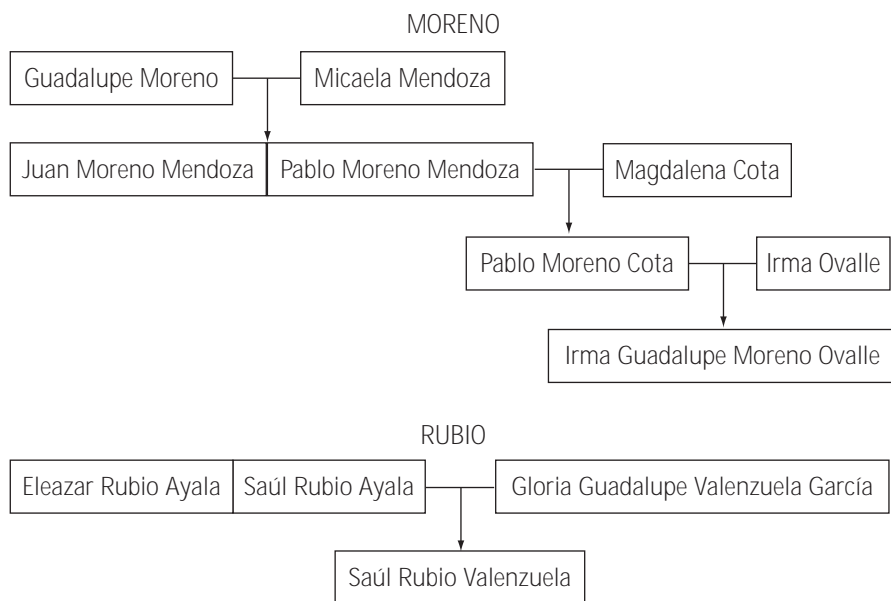 MORENO
Guadalupe Moreno Micaela Mendoza
Juan Moreno Mendoza Pablo Moreno Mendoza Magdalena Cota
Pablo Moreno Cota Irma Ovalle
Irma Guadalupe Moreno Ovalle
RUBIO
Eleazar Rubio Ayala Saúl Rubio Ayala Gloria Guadalupe Valenzuela García
Saúl Rubio Valenzuela